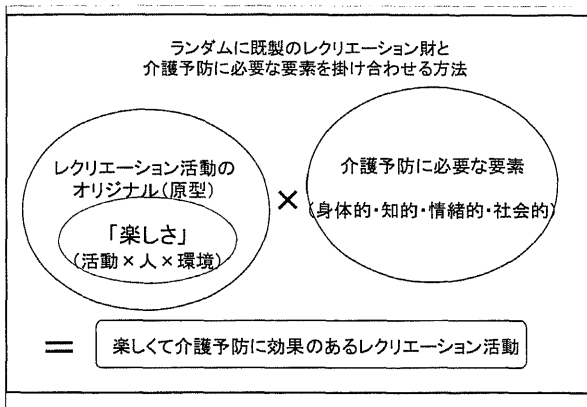 ランダムに既製のレクリエーション財と
介護予防に必要な要素を掛け合わせる方法
レクリエーション活動の
オリジナル(原型)
「楽しさ」
(活動×人×環境)
×
介護予防に必要な要素
(身体的・知的・情緒的・社会的)
=
楽しくて介護予防に効果のあるレクリエーション活動